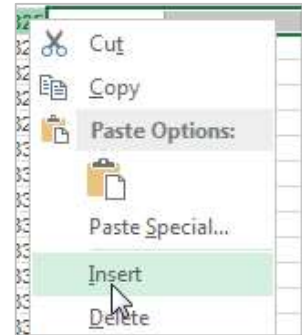 Cut
Copy
Paste Options:
Paste Special...
Insert
Delete